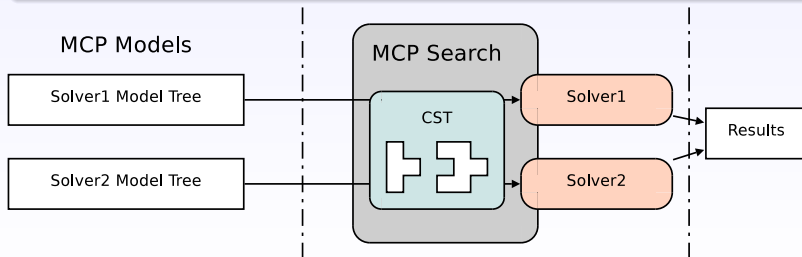 MCP Models
MCP Search
Solver1 Model Tree
Solver1
CST
Results
Solver2 Model Tree
Solver2